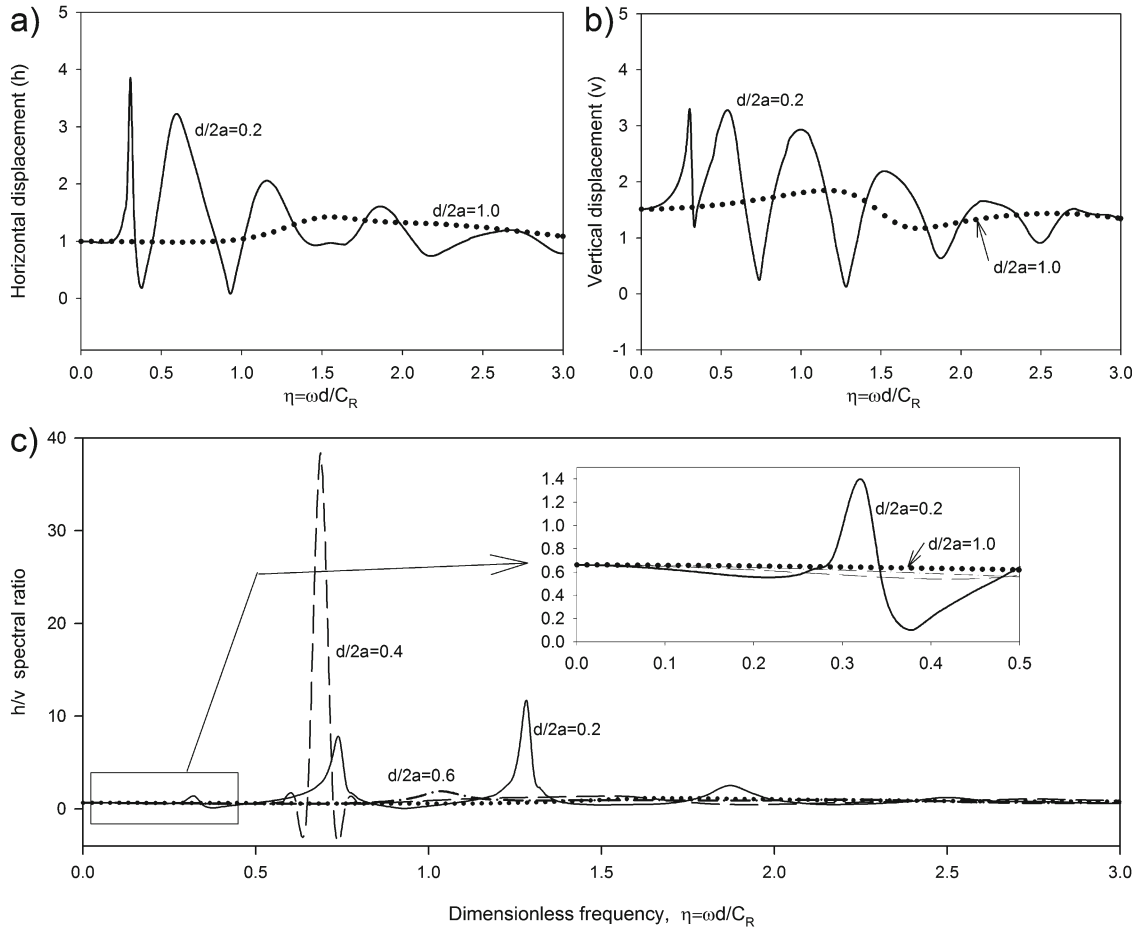 a)
5
4
3
2
1
0
Horizontal displacement (h)
d/2a=0.2
d/2a=1.0
0.0 0.5 1.0 1.5 2.0 2.5 3.0
η=ωd/C_R
b)
5
4
3
2
1
0
-1
Vertical displacement (v)
d/2a=0.2
d/2a=1.0
0.0 0.5 1.0 1.5 2.0 2.5 3.0
η=ωd/C_R
c)
40
30
20
10
0
h/v spectral ratio
1.4
1.2
1.0
0.8
0.6
0.4
0.2
0.0
d/2a=0.2
d/2a=1.0
0.0 0.1 0.2 0.3 0.4 0.5
d/2a=0.4
d/2a=0.2
d/2a=0.6
0.0 0.5 1.0 1.5 2.0 2.5 3.0
Dimensionless frequency, η=ωd/C_R